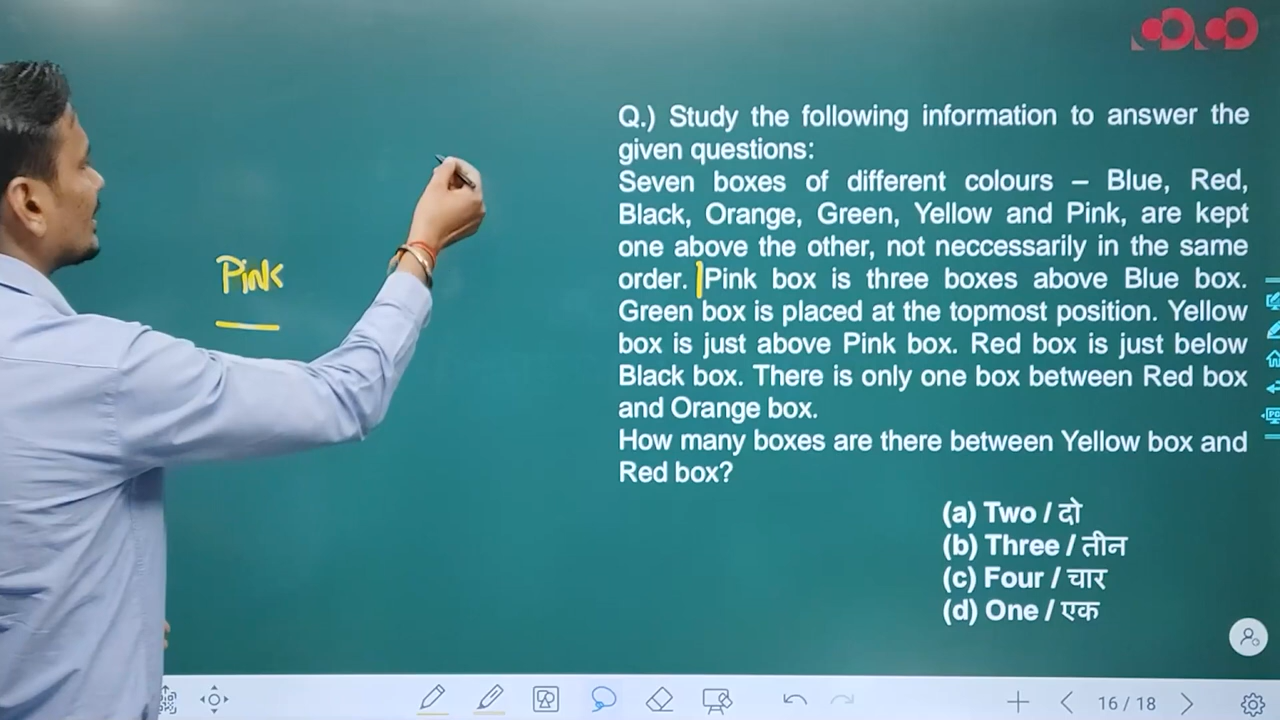 Q.) Study the following information to answer the
given questions:
Seven boxes of different colours – Blue, Red,
Black, Orange, Green, Yellow and Pink, are kept
one above the other, not neccessarily in the same
order. Pink box is three boxes above Blue box.
Green box is placed at the topmost position. Yellow
box is just above Pink box. Red box is just below
Black box. There is only one box between Red box
and Orange box.
How many boxes are there between Yellow box and
Red box?
(a) Two / दो
(b) Three / तीन
(c) Four / चार
(d) One / एक
Pink
16 / 18